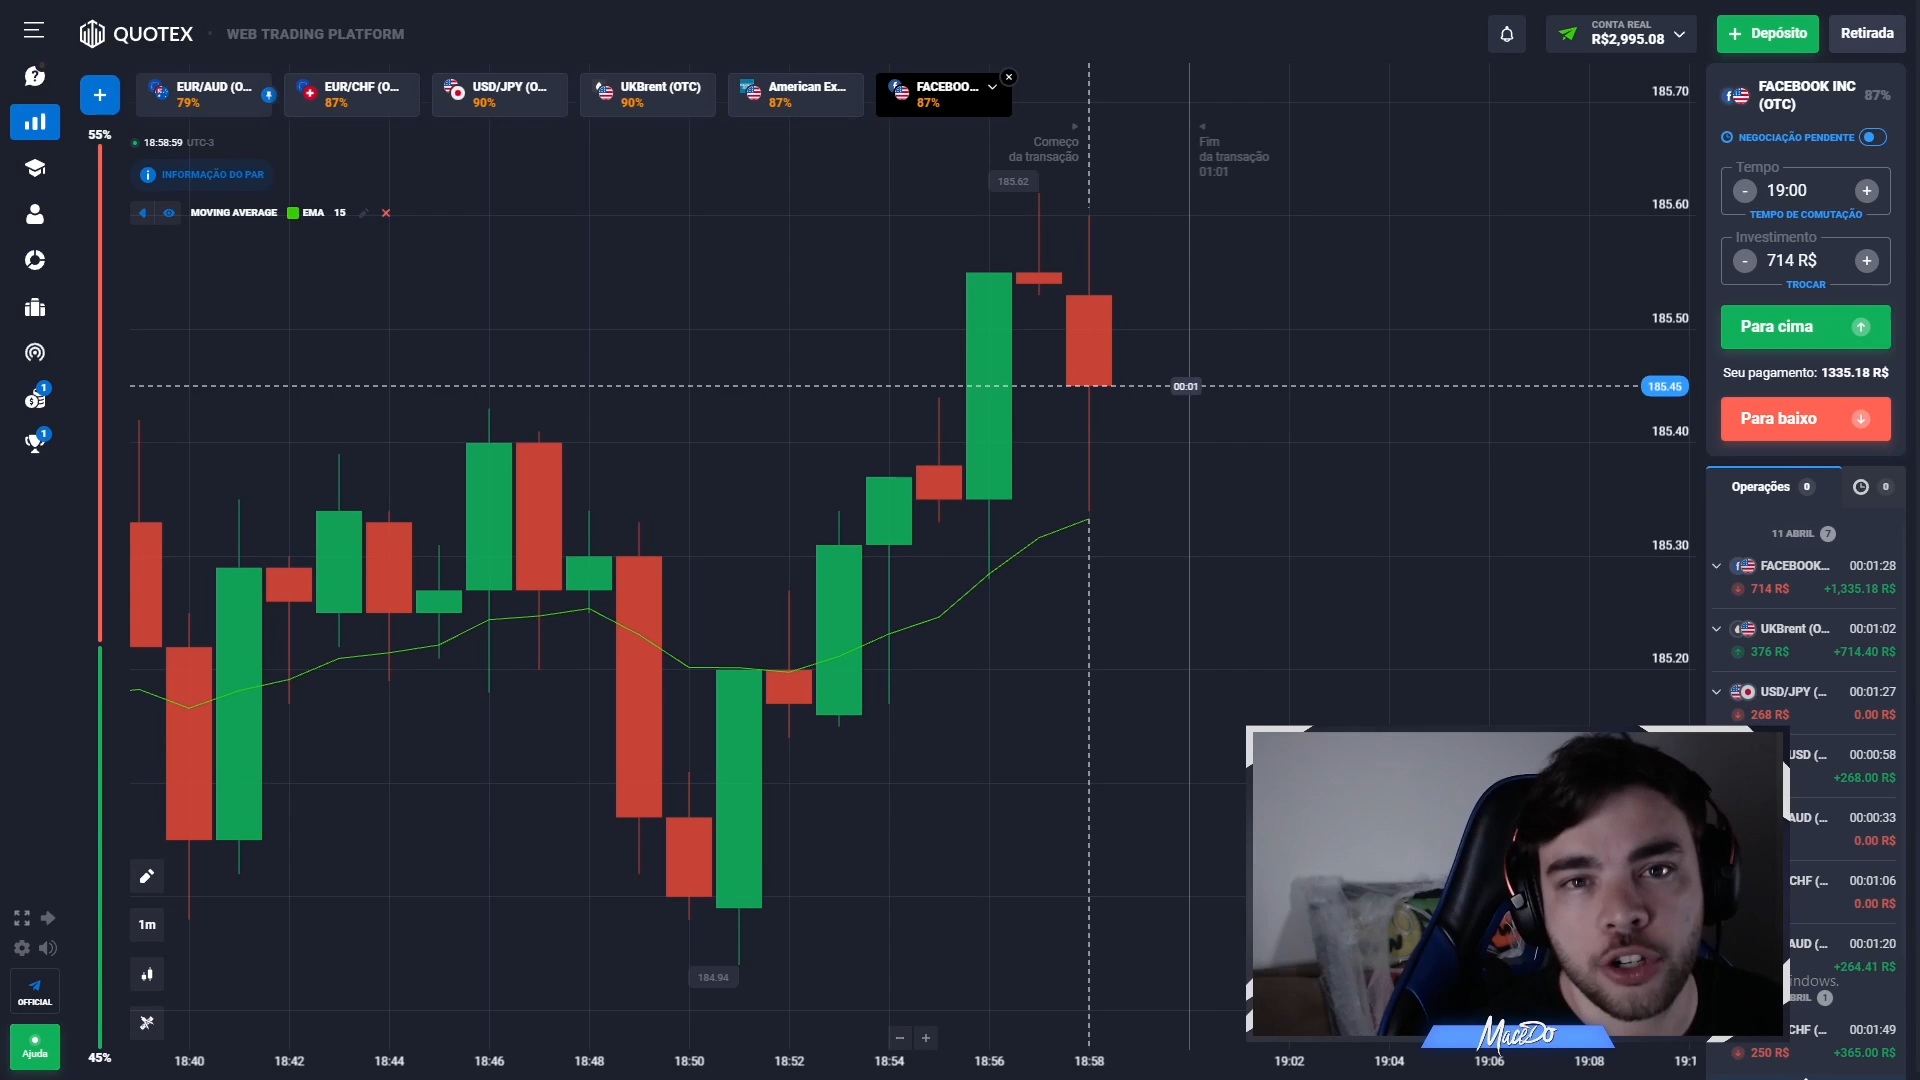 QUOTEX
WEB TRADING PLATFORM
CONTA REAL
R$2,995.08
+ Depósito
Retirada
+
EUR/AUD (O...
79%
EUR/CHF (O...
87%
USD/JPY (O...
90%
UKBrent (OTC)
90%
American Ex...
87%
FACEBOO...
87%
55%
18:58:59 UTC-3
INFORMAÇÃO DO PAR
MOVING AVERAGE EMA 15
Começo
da transação
Fim
da transação
01:01
185.62
185.70
185.60
185.50
185.45
185.40
185.30
185.20
00:01
184.94
FACEBOOK INC
(OTC)
87%
NEGOCIAÇÃO PENDENTE
Tempo
- 19:00 +
TEMPO DE COMUTAÇÃO
Investimento
- 714 R$ +
TROCAR
Para cima
Seu pagamento: 1335.18 R$
Para baixo
Operações 0
0
11 ABRIL 7
FACEBOOK... 00:01:28
714 R$ +1,335.18 R$
UKBrent (O... 00:01:02
376 R$ +714.40 R$
USD/JPY (... 00:01:27
268 R$ 0.00 R$
USD (... 00:00:58
+268.00 R$
AUD (... 00:00:33
0.00 R$
CHF (... 00:01:06
0.00 R$
AUD (... 00:01:20
+264.41 R$
indows.
BRIL 1
CHF (... 00:01:49
250 R$ +365.00 R$
1
1
1m
OFFICIAL
Ajuda
45%
18:40
18:42
18:44
18:46
18:48
18:50
18:52
18:54
18:56
18:58
19:02
19:04
19:06
19:08
19:1
MaceDo